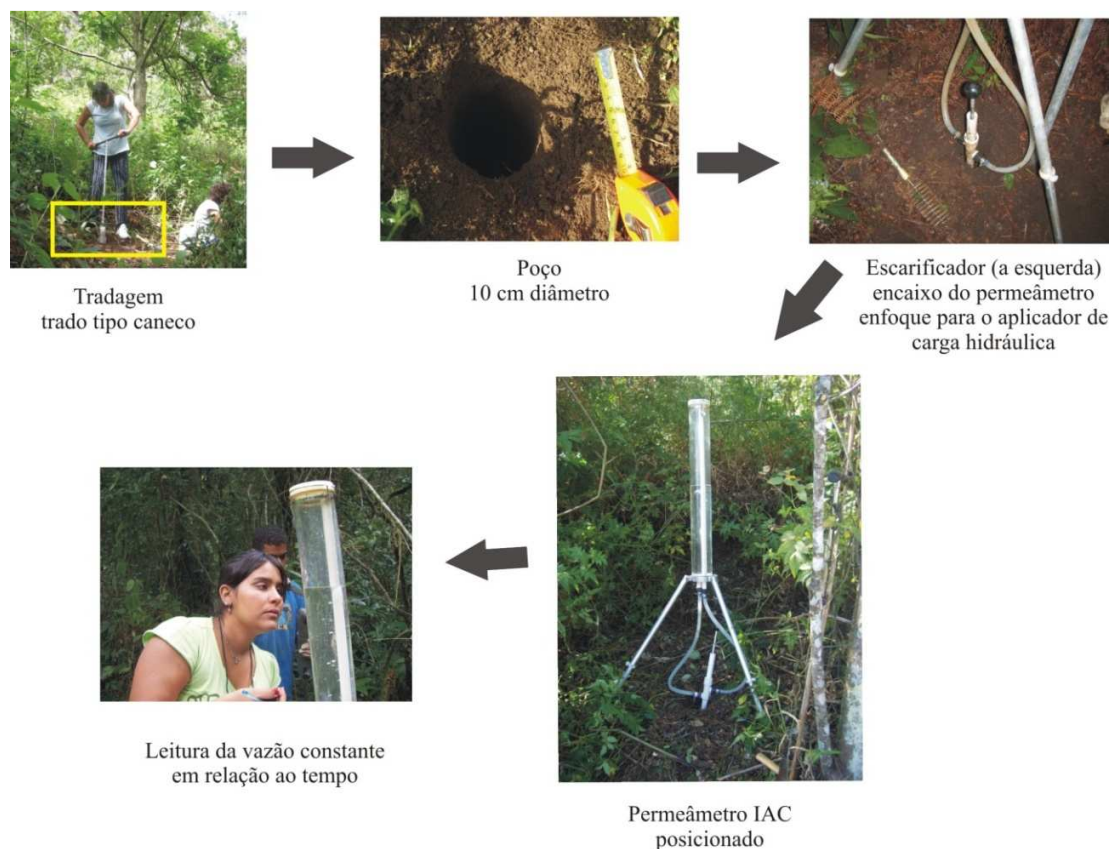 Tradagem
trado tipo caneco
Poço
10 cm diâmetro
Escarificador (a esquerda)
encaixo do permeâmetro
enfoque para o aplicador de
carga hidráulica
Permeâmetro IAC
posicionado
Leitura da vazão constante
em relação ao tempo